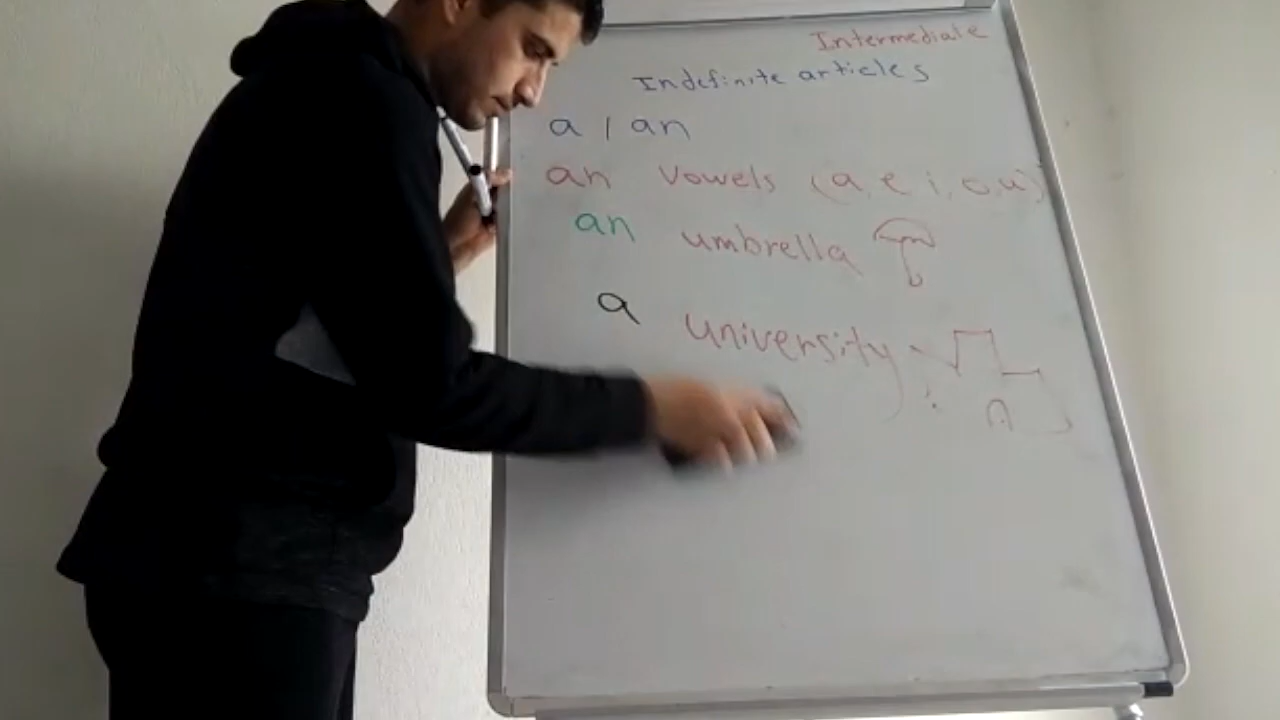 Intermediate
Indefinite articles
a / an
an vowels (a, e i, o, u)
an umbrella
a university